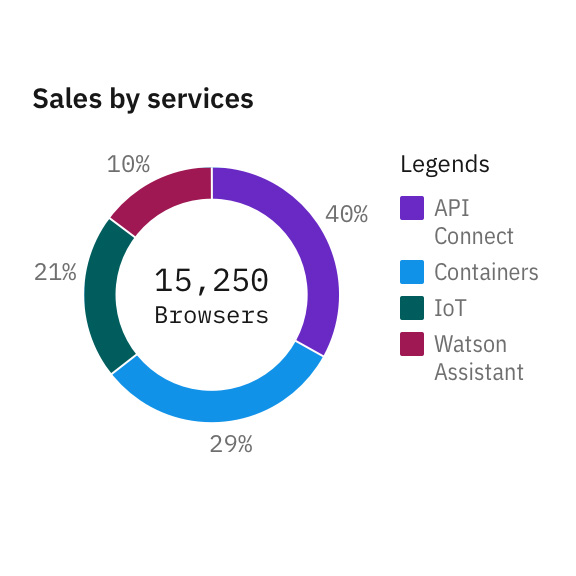 Sales by services
10%
40%
21%
29%
15,250
Browsers
Legends
API
Connect
Containers
IoT
Watson
Assistant